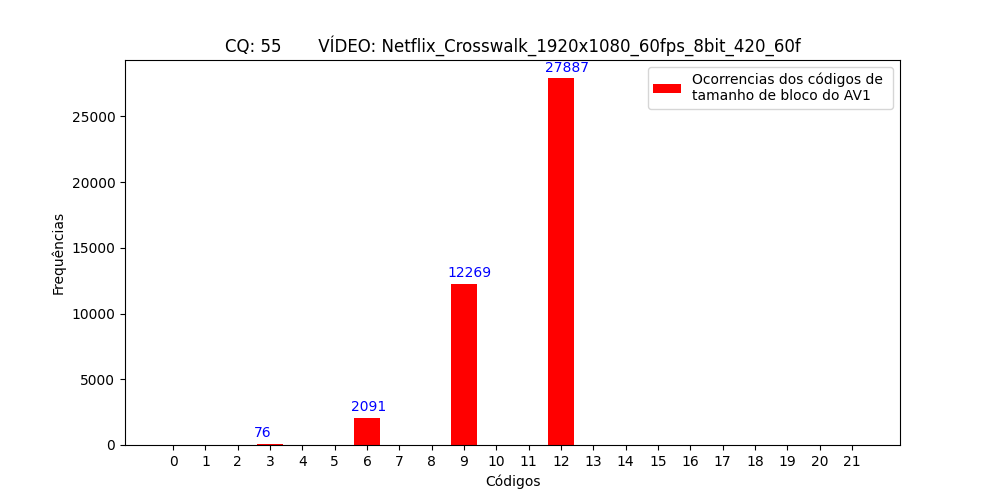 CQ: 55 VÍDEO: Netflix_Crosswalk_1920x1080_60fps_8bit_420_60f
Ocorrencias dos códigos de
tamanho de bloco do AV1
Frequências
25000
20000
15000
10000
5000
0
76
2091
12269
27887
0 1 2 3 4 5 6 7 8 9 10 11 12 13 14 15 16 17 18 19 20 21
Códigos